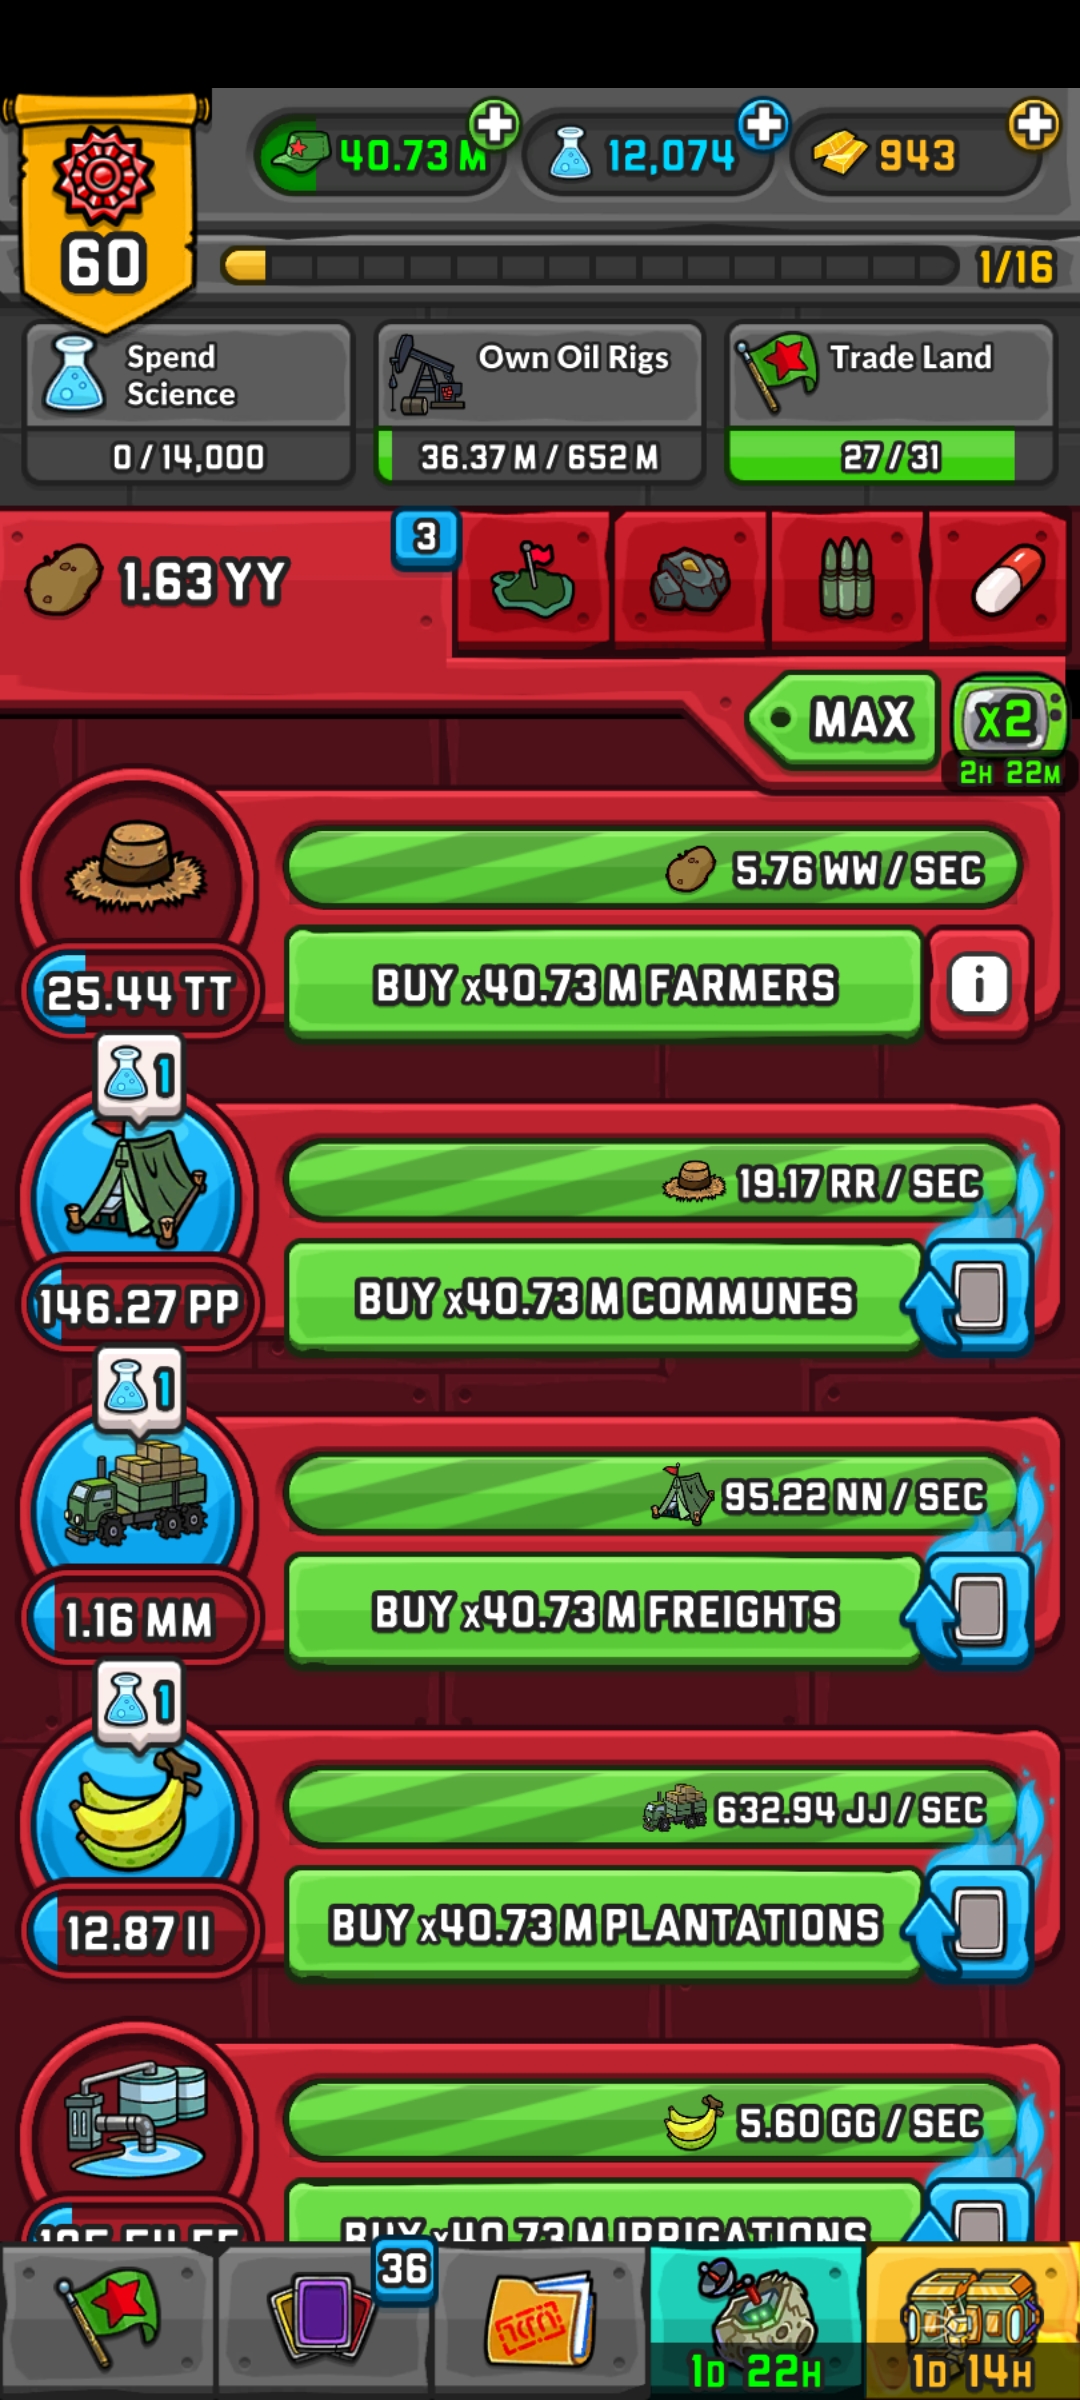 40.73 M
12,074
943
60
1/16
Spend
Science
0 / 14,000
Own Oil Rigs
36.37 M / 652 M
Trade Land
27 / 31
1.63 YY
3
MAX
x2
2H 22M
5.76 WW / SEC
25.44 TT
BUY x40.73 M FARMERS
i
1
19.17 RR / SEC
146.27 PP
BUY x40.73 M COMMUNES
1
95.22 NN / SEC
1.16 MM
BUY x40.73 M FREIGHTS
1
632.94 JJ / SEC
12.87 II
BUY x40.73 M PLANTATIONS
5.60 GG / SEC
BUY x40.73 M IRRIGATIONS
36
1D 22H
1D 14H